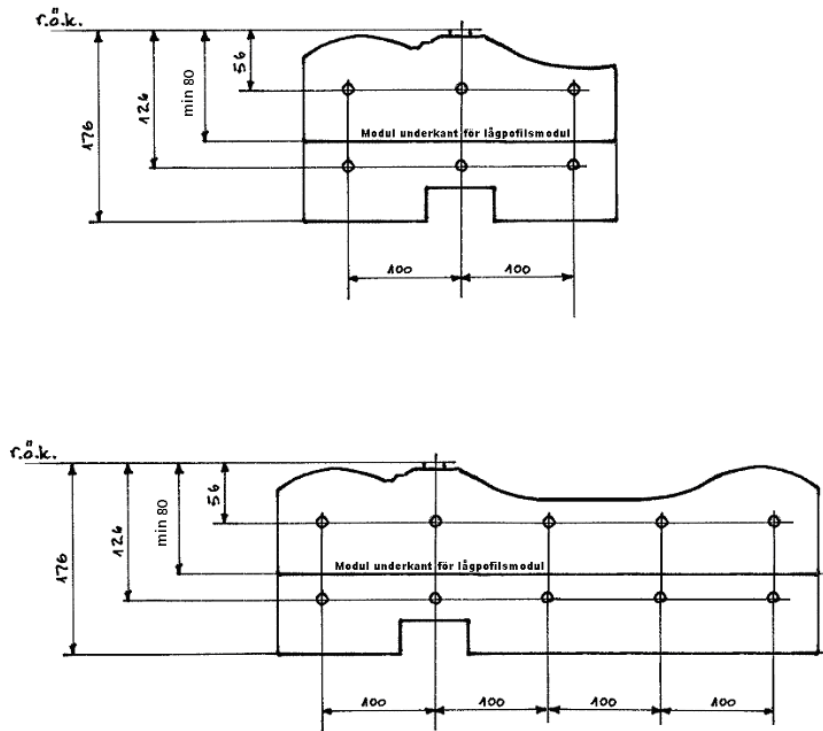 r.ö.k.
176
126
min 80
56
Modul underkant för lågpofilsmodul
100 100
r.ö.k.
176
126
min 80
56
Modul underkant för lågpofilsmodul
100 100 100 100